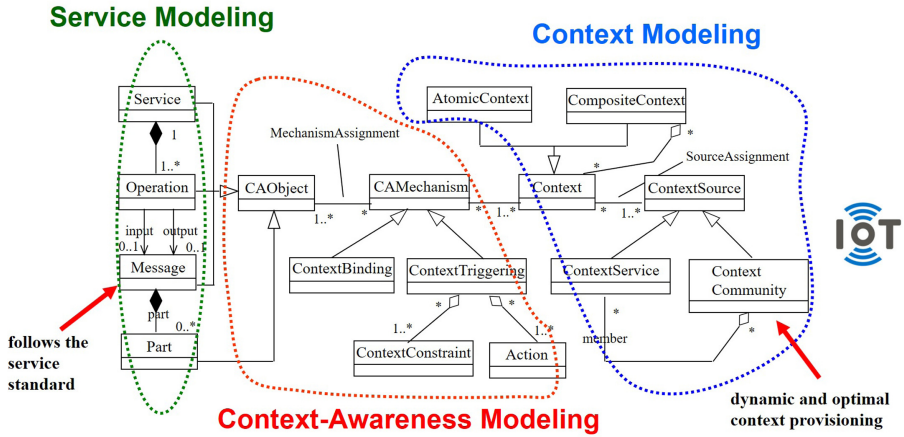 Service Modeling
Context Modeling
Service
AtomicContext
CompositeContext
1
*
MechanismAssignment
SourceAssignment
1..*
*
Operation
CAObject
CAMechanism
Context
ContextSource
1..*
*
1..*
*
*
1..*
input
output
0..1
0..1
Message
ContextBinding
ContextTriggering
ContextService
Context
Community
IOT
part
*
*
*
*
0..*
1..*
1..*
member
follows the
service
standard
Part
ContextConstraint
Action
Context-Awareness Modeling
dynamic and optimal
context provisioning